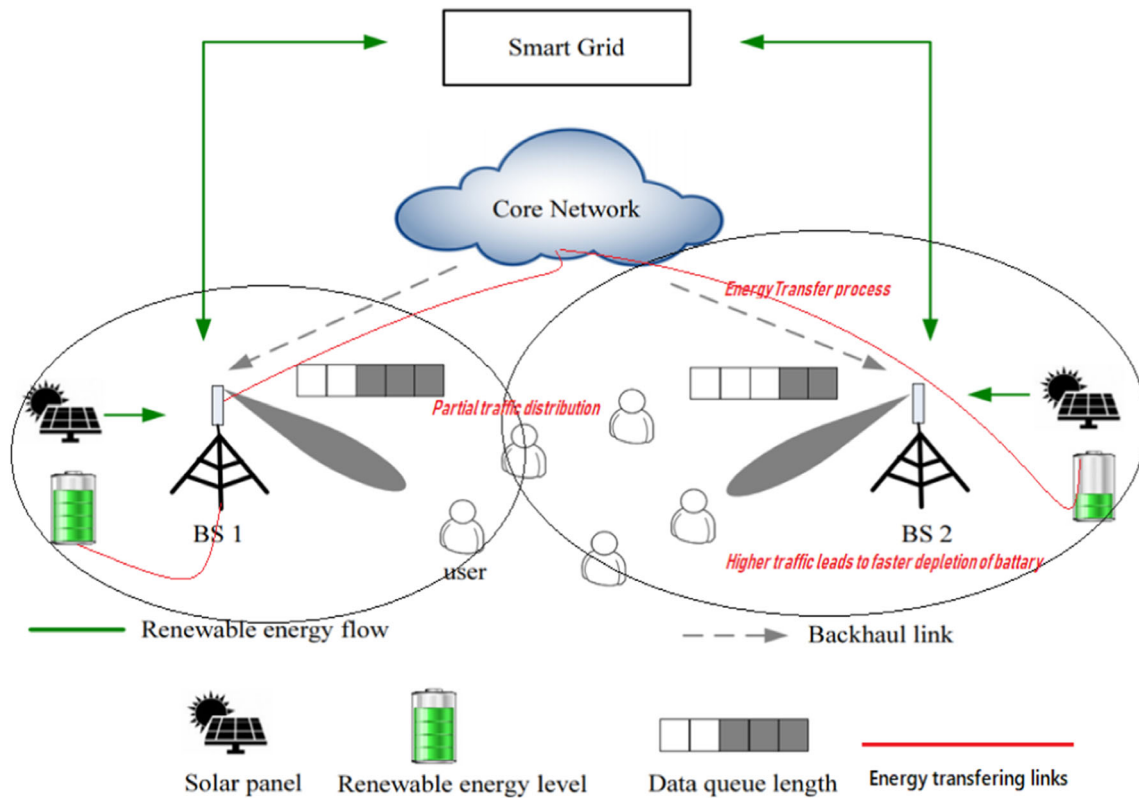 Smart Grid
Core Network
Energy Transfer process
Partial traffic distribution
BS 1
BS 2
user
Higher traffic leads to faster depletion of battary
Renewable energy flow
Backhaul link
Solar panel
Renewable energy level
Data queue length
Energy transfering links